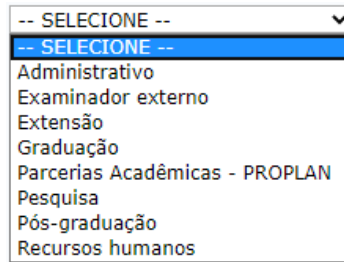 -- SELECIONE --
-- SELECIONE --
Administrativo
Examinador externo
Extensão
Graduação
Parcerias Acadêmicas - PROPLAN
Pesquisa
Pós-graduação
Recursos humanos